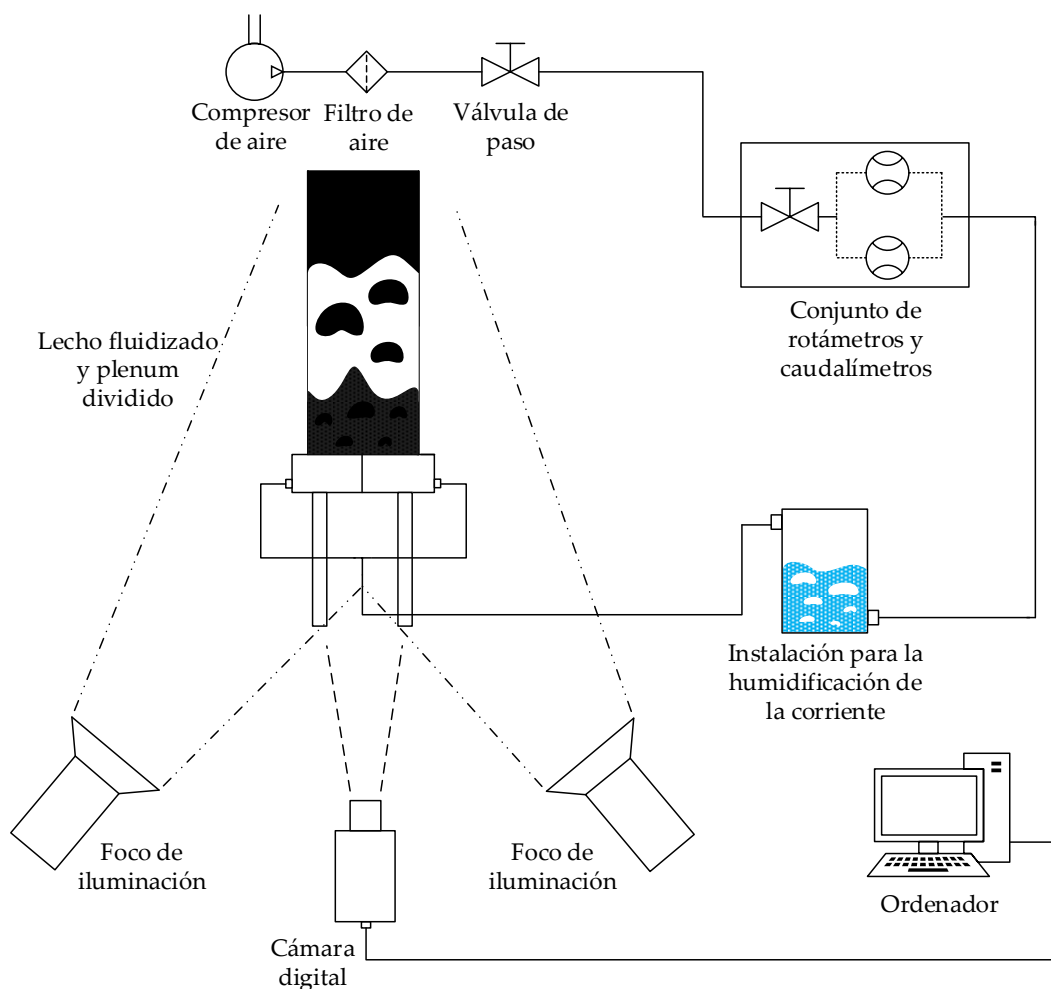 Compresor
de aire
Filtro de
aire
Válvula de
paso
Conjunto de
rotámetros y
caudalímetros
Lecho fluidizado
y plenum
dividido
Instalación para la
humidificación de
la corriente
Foco de
iluminación
Foco de
iluminación
Ordenador
Cámara
digital